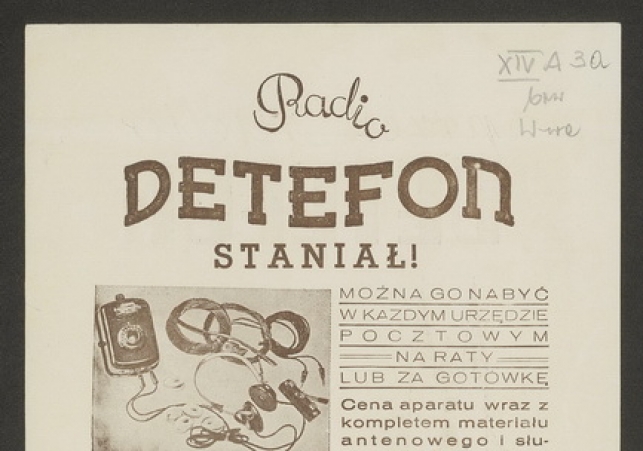 XIV A 3a
Radio
DETEFON
STANIAŁ!
MOŻNA GO NABYĆ
W KAŻDYM URZĘDZIE
POCZTOWYM
NA RATY
LUB ZA GOTÓWKĘ
Cena aparatu wraz z
kompletem materiału
antenowego i słu-